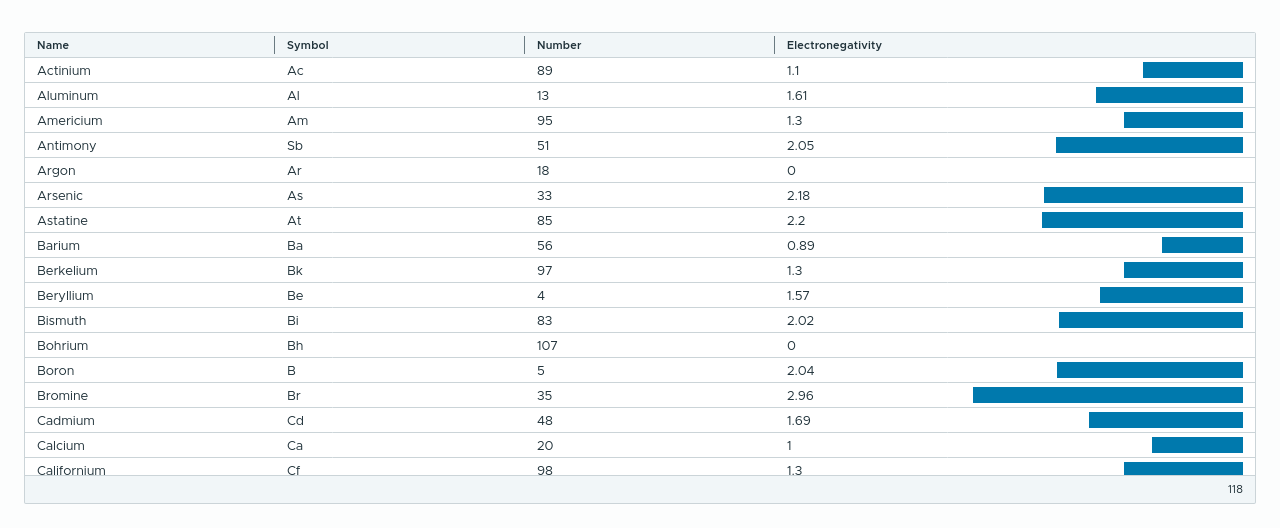 Name Symbol Number Electronegativity
Actinium Ac 89 1.1
Aluminum Al 13 1.61
Americium Am 95 1.3
Antimony Sb 51 2.05
Argon Ar 18 0
Arsenic As 33 2.18
Astatine At 85 2.2
Barium Ba 56 0.89
Berkelium Bk 97 1.3
Beryllium Be 4 1.57
Bismuth Bi 83 2.02
Bohrium Bh 107 0
Boron B 5 2.04
Bromine Br 35 2.96
Cadmium Cd 48 1.69
Calcium Ca 20 1
Californium Cf 98 1.3
118